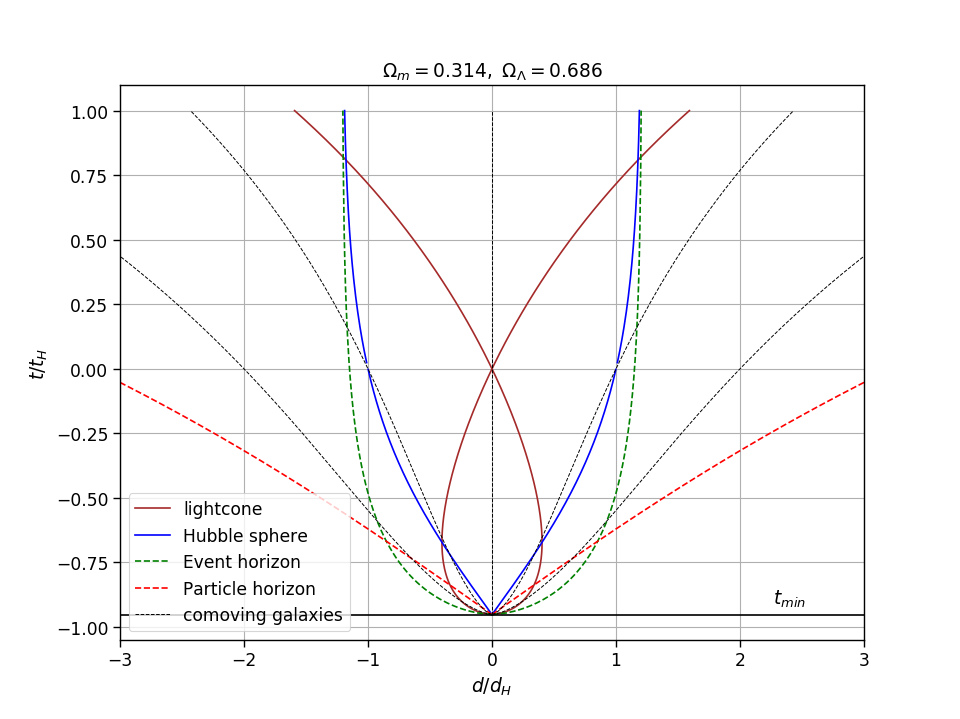 Ωm = 0.314, ΩΛ = 0.686
1.00
0.75
0.50
0.25
0.00
−0.25
−0.50
−0.75
−1.00
t/tH
lightcone
Hubble sphere
Event horizon
Particle horizon
comoving galaxies
tmin
−3
−2
−1
0
1
2
3
d/dH